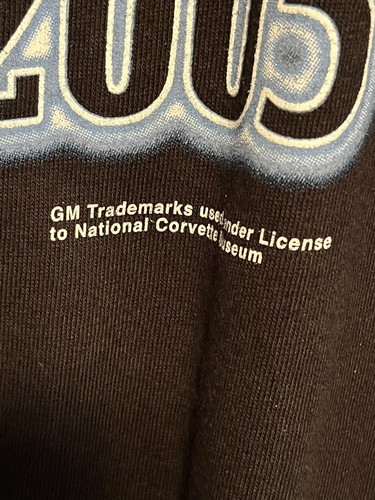 2005
GM Trademarks used under License
to National Corvette Museum